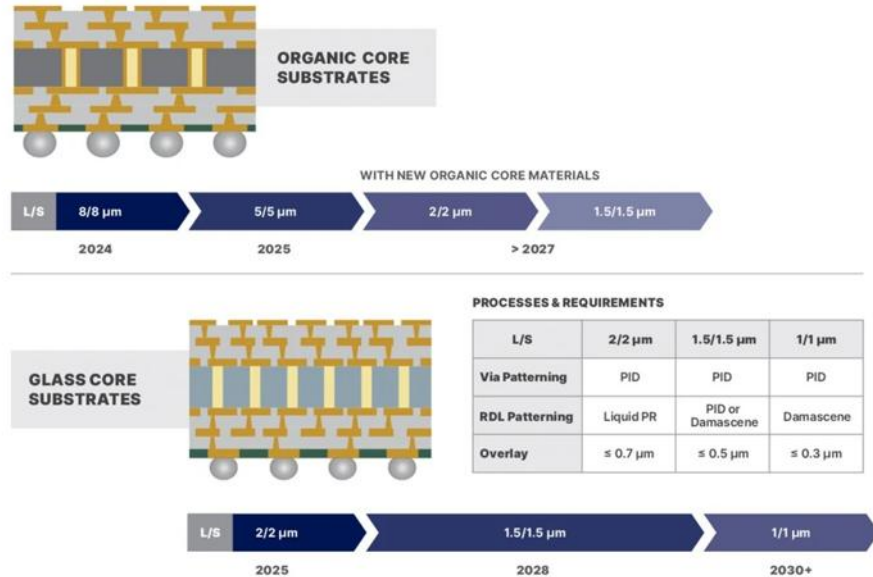 ORGANIC CORE
SUBSTRATES
WITH NEW ORGANIC CORE MATERIALS
L/S 8/8 µm 5/5 µm 2/2 µm 1.5/1.5 µm
2024 2025 > 2027
PROCESSES & REQUIREMENTS
L/S 2/2 µm 1.5/1.5 µm 1/1 µm
Via Patterning PID PID PID
RDL Patterning Liquid PR PID or Damascene Damascene
Overlay ≤ 0.7 µm ≤ 0.5 µm ≤ 0.3 µm
GLASS CORE
SUBSTRATES
L/S 2/2 µm 1.5/1.5 µm 1/1 µm
2025 2028 2030+